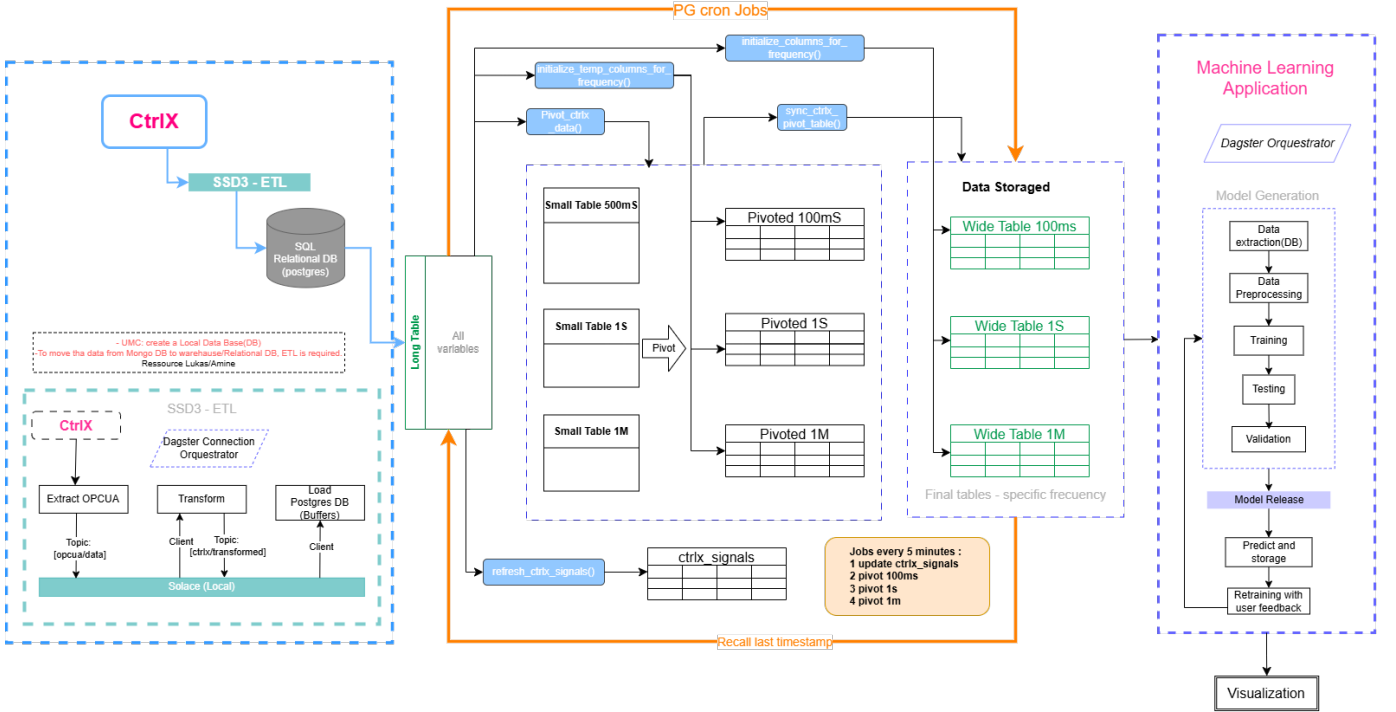 PG cron Jobs
CtrlX
SSD3 - ETL
SQL
Relational DB
(postgres)
- UMC: create a Local Data Base(DB)
-To move tha data from Mongo DB to warehause/Relational DB, ETL is required.
Ressource Lukas/Amine
SSD3 - ETL
CtrlX
Dagster Connection
Orquestrator
Extract OPCUA
Transform
Load
Postgres DB
(Buffers)
Topic:
[opcua/data]
Client
Topic:
[ctrlx/transformed]
Client
Solace (Local)
Long Table
All
variables
initialize_columns_for_
frequency()
initialize_temp_columns_for_
frequency()
Pivot_ctrlx
_data()
sync_ctrlx_
pivot_table()
Small Table 500mS
Small Table 1S
Small Table 1M
Pivot
Pivoted 100mS
Pivoted 1S
Pivoted 1M
Data Storaged
Wide Table 100ms
Wide Table 1S
Wide Table 1M
Final tables - specific frecuency
refresh_ctrlx_signals()
ctrlx_signals
Jobs every 5 minutes :
1 update ctrlx_signals
2 pivot 100ms
3 pivot 1s
4 pivot 1m
Recall last timestamp
Machine Learning
Application
Dagster Orquestrator
Model Generation
Data
extraction(DB)
Data
Preprocessing
Training
Testing
Validation
Model Release
Predict and
storage
Retraining with
user feedback
Visualization